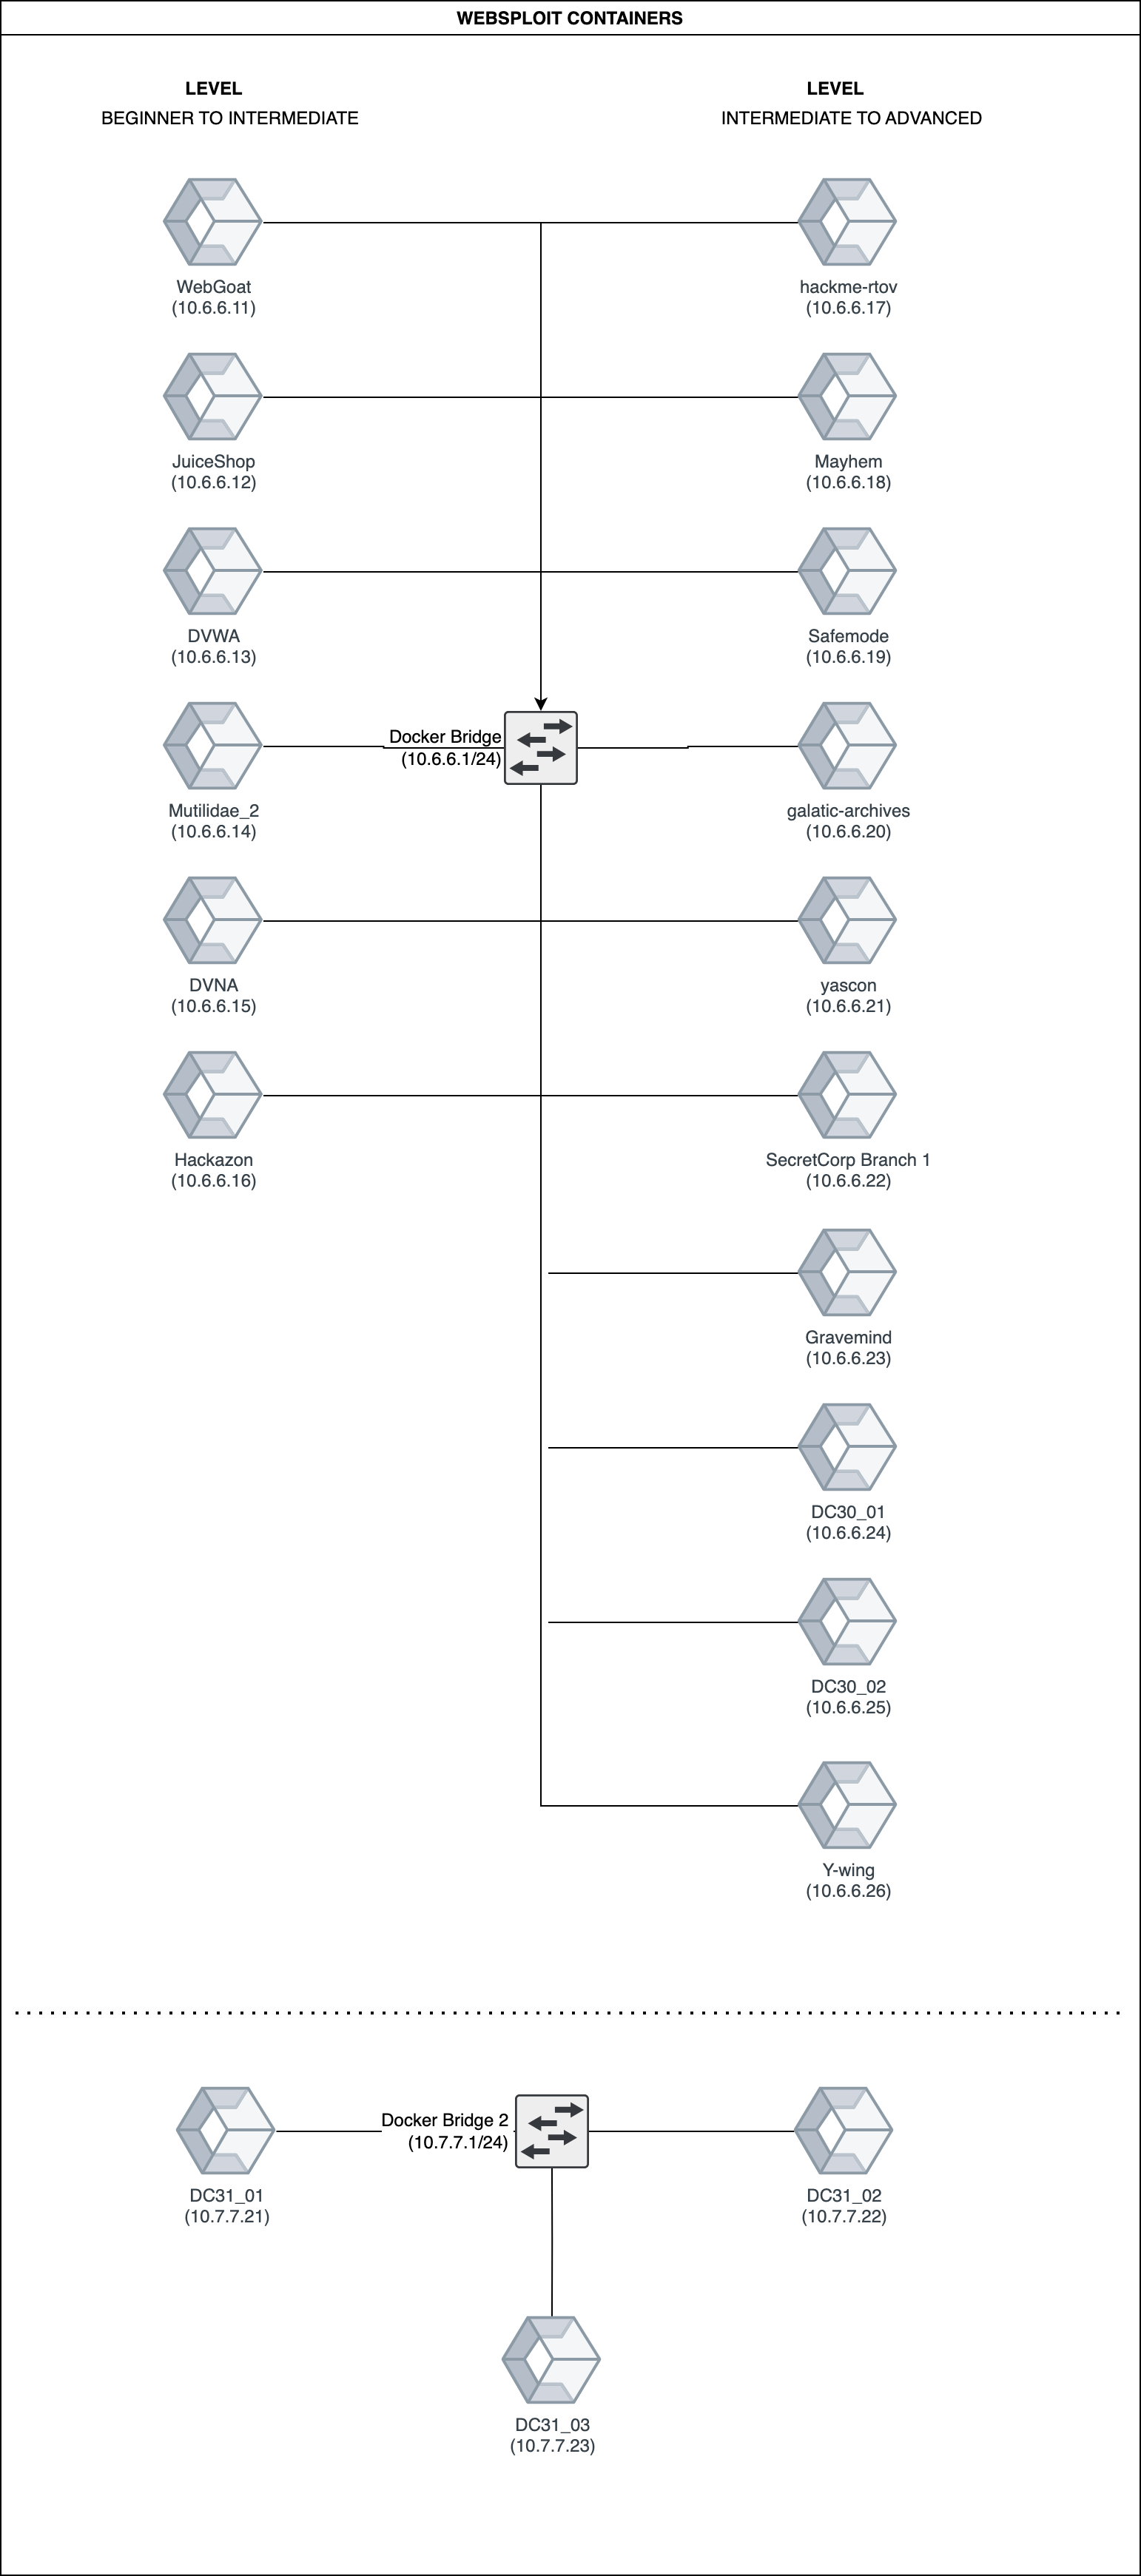 WEBSPLOIT CONTAINERS
LEVEL
BEGINNER TO INTERMEDIATE
LEVEL
INTERMEDIATE TO ADVANCED
WebGoat
(10.6.6.11)
hackme-rtov
(10.6.6.17)
JuiceShop
(10.6.6.12)
Mayhem
(10.6.6.18)
DVWA
(10.6.6.13)
Safemode
(10.6.6.19)
Docker Bridge
(10.6.6.1/24)
Mutilidae_2
(10.6.6.14)
galatic-archives
(10.6.6.20)
DVNA
(10.6.6.15)
yascon
(10.6.6.21)
Hackazon
(10.6.6.16)
SecretCorp Branch 1
(10.6.6.22)
Gravemind
(10.6.6.23)
DC30_01
(10.6.6.24)
DC30_02
(10.6.6.25)
Y-wing
(10.6.6.26)
Docker Bridge 2
(10.7.7.1/24)
DC31_01
(10.7.7.21)
DC31_02
(10.7.7.22)
DC31_03
(10.7.7.23)